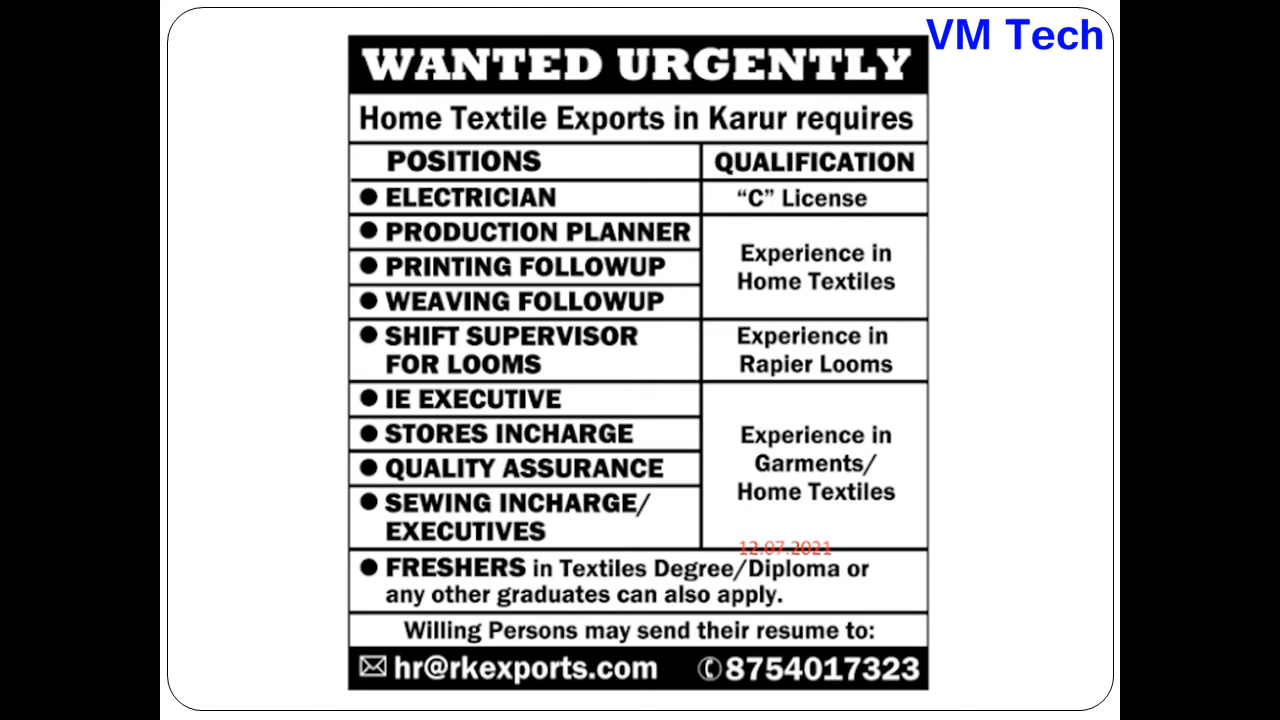 VM Tech
WANTED URGENTLY
Home Textile Exports in Karur requires
POSITIONS QUALIFICATION
● ELECTRICIAN “C” License
● PRODUCTION PLANNER
● PRINTING FOLLOWUP
● WEAVING FOLLOWUP
Experience in
Home Textiles
● SHIFT SUPERVISOR
FOR LOOMS
Experience in
Rapier Looms
● IE EXECUTIVE
● STORES INCHARGE
● QUALITY ASSURANCE
● SEWING INCHARGE/
EXECUTIVES
Experience in
Garments/
Home Textiles
12.07.2021
● FRESHERS in Textiles Degree/Diploma or
any other graduates can also apply.
Willing Persons may send their resume to:
hr@rkexports.com 8754017323